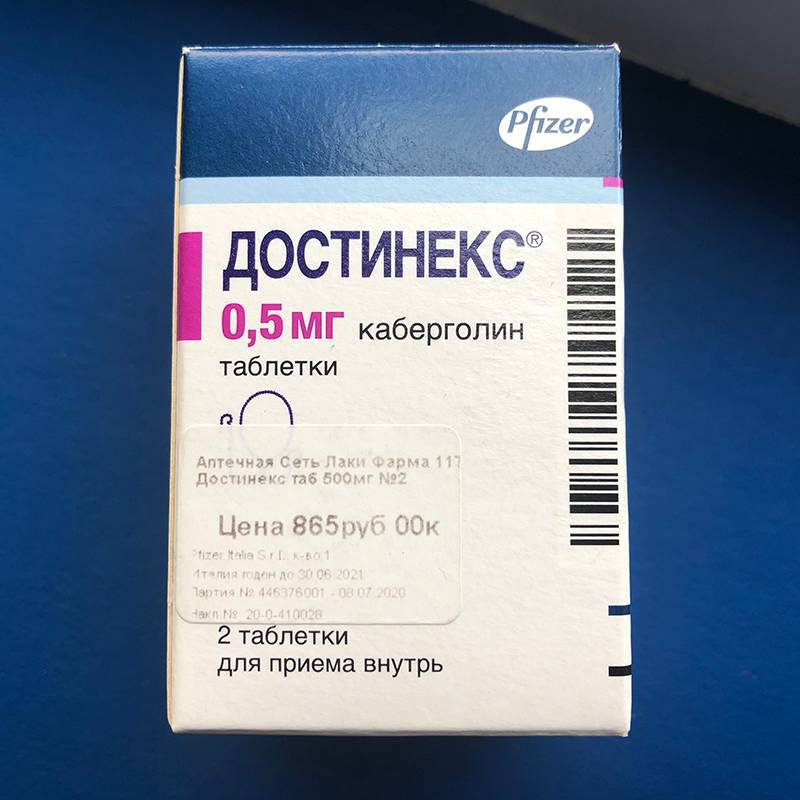 Pfizer
ДОСТИНЕКС®
0,5 мг каберголин
таблетки
Аптечная Сеть Лаки Фарма 117
Достинекс таб 500мг №2
Цена 865руб 00к
Pfizer Italia S.r.L. к-во:1
Италия годен до 30.06.2021
Партия № 446376001 - 08.07.2020
Накл.№ 20-0-410028
2 таблетки
для приема внутрь